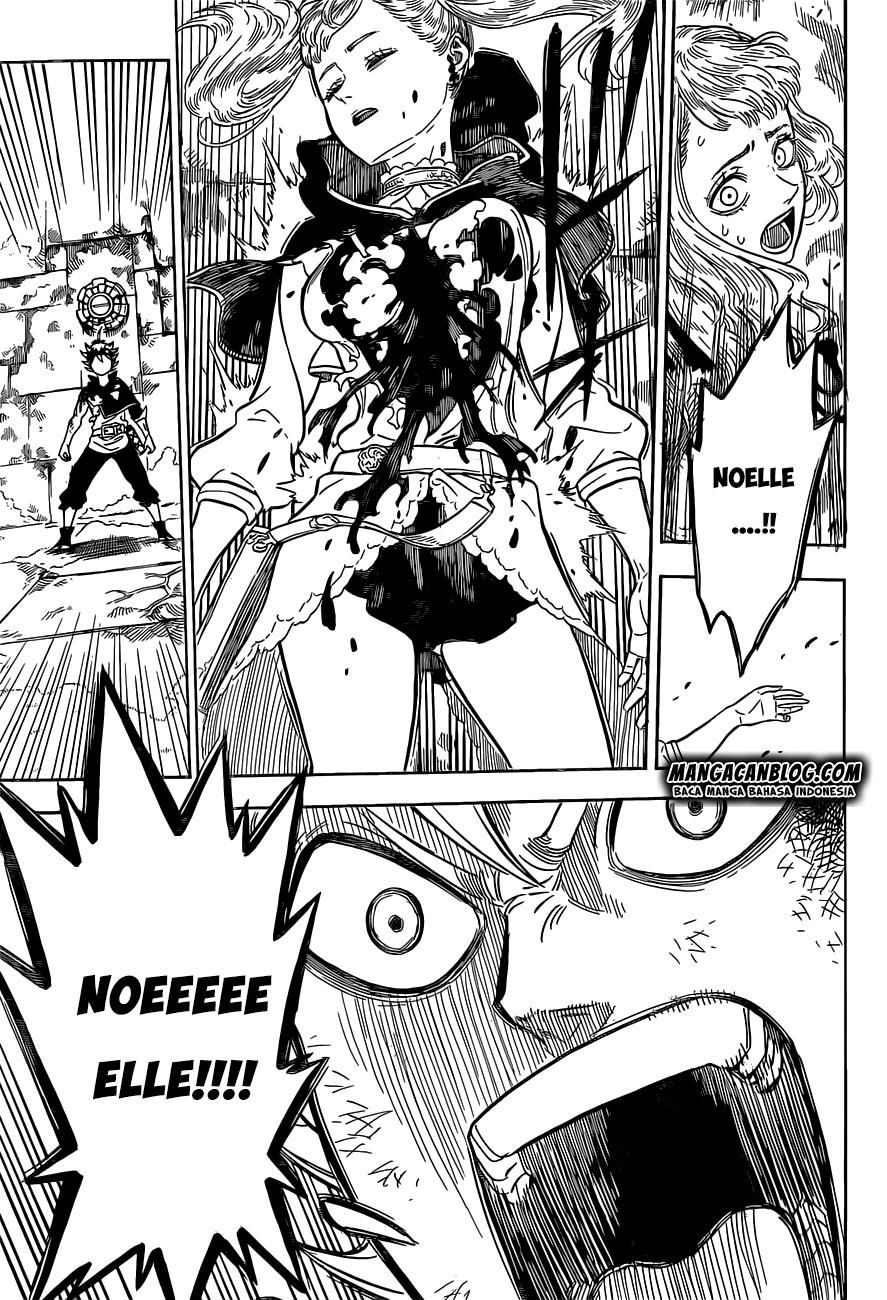 NOELLE
.....!!
MANGACANBLOG.COM
BACA MANGA BAHASA INDONESIA
NOEEEEE
ELLE!!!!